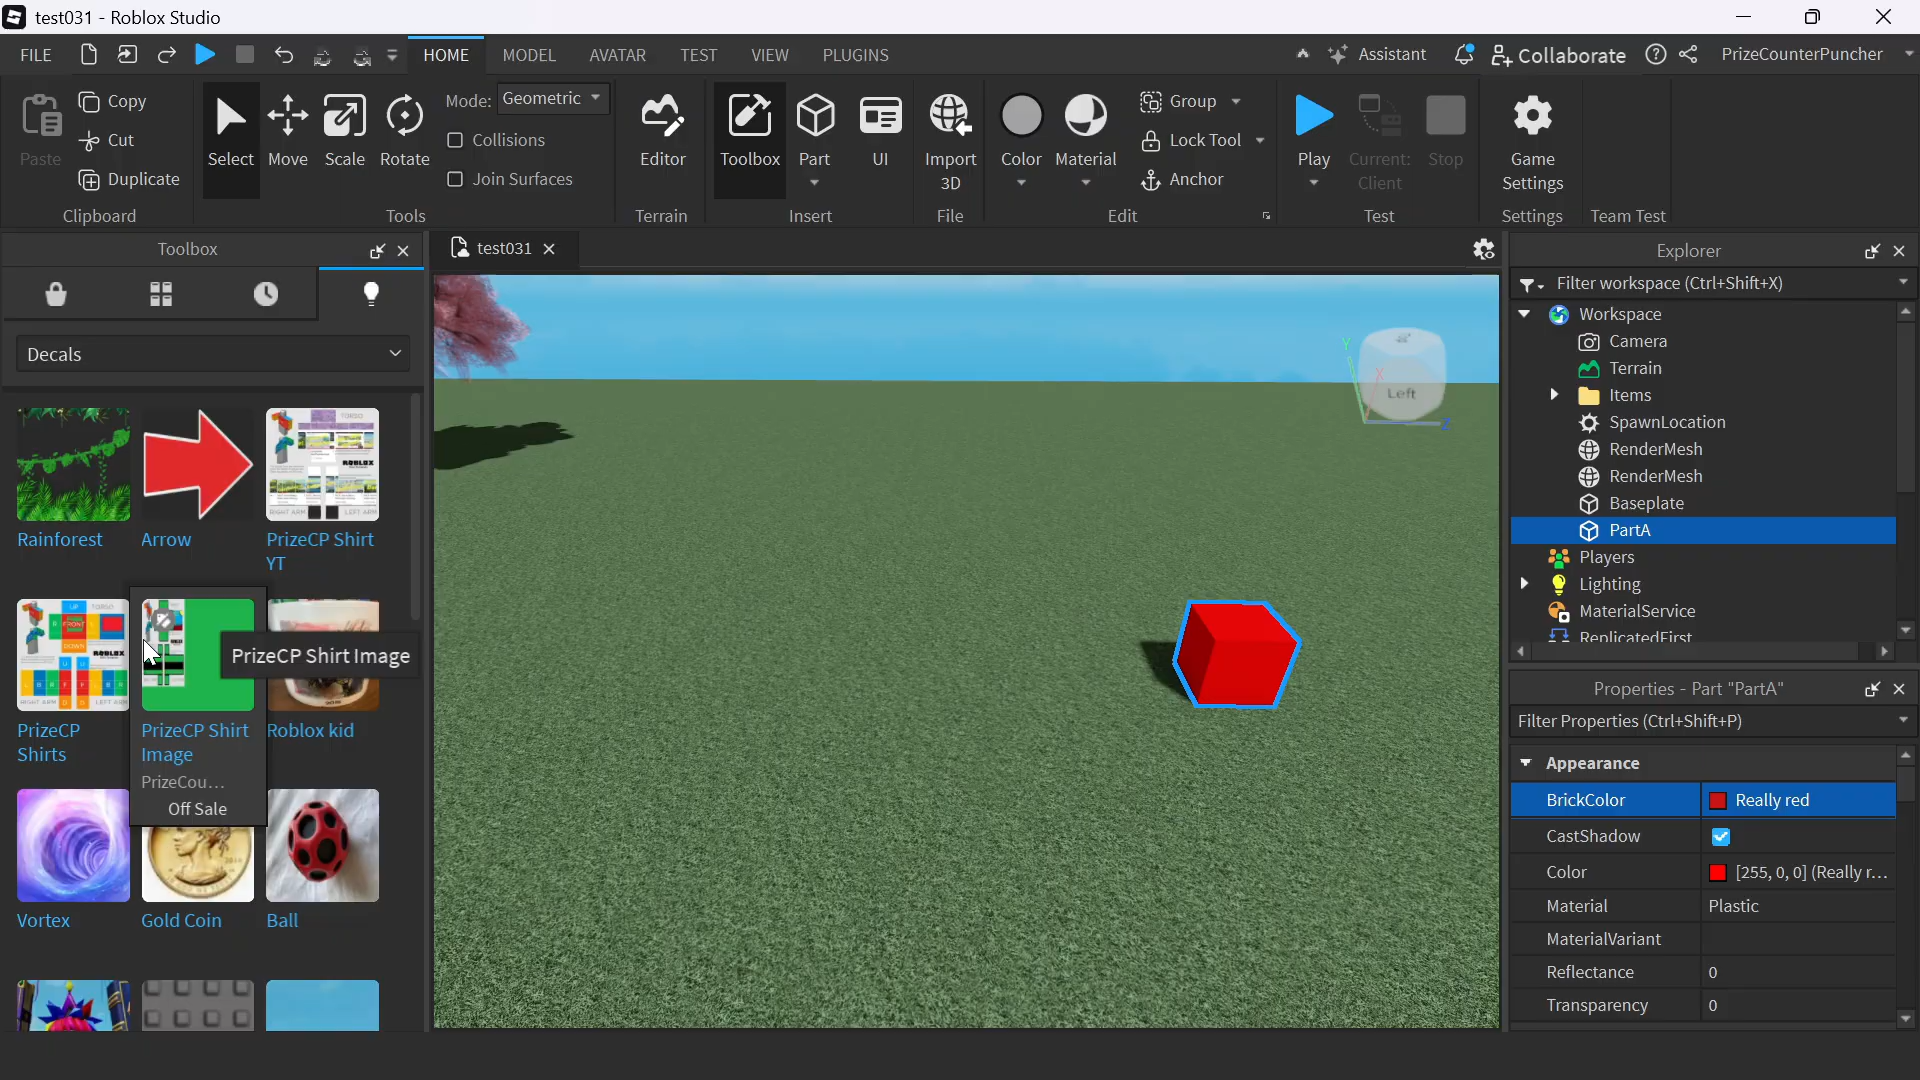 test031 - Roblox Studio
FILE
HOME
MODEL
AVATAR
TEST
VIEW
PLUGINS
Assistant
Collaborate
PrizeCounterPuncher
Paste
Copy
Cut
Duplicate
Clipboard
Select
Move
Scale
Rotate
Mode:
Geometric
Collisions
Join Surfaces
Tools
Editor
Terrain
Toolbox
Part
UI
Insert
Import
3D
File
Color
Material
Group
Lock Tool
Anchor
Edit
Play
Current:
Client
Stop
Test
Game
Settings
Settings
Team Test
Toolbox
Decals
Rainforest
Arrow
PrizeCP Shirt
YT
PrizeCP
Shirts
PrizeCP Shirt
Image
PrizeCou...
Off Sale
PrizeCP Shirt Image
Roblox kid
Vortex
Gold Coin
Ball
test031
Y
X
Z
Left
Explorer
Filter workspace (Ctrl+Shift+X)
Workspace
Camera
Terrain
Items
SpawnLocation
RenderMesh
RenderMesh
Baseplate
PartA
Players
Lighting
MaterialService
ReplicatedFirst
Properties - Part "PartA"
Filter Properties (Ctrl+Shift+P)
Appearance
BrickColor
Really red
CastShadow
Color
[255, 0, 0] (Really r...
Material
Plastic
MaterialVariant
Reflectance
0
Transparency
0